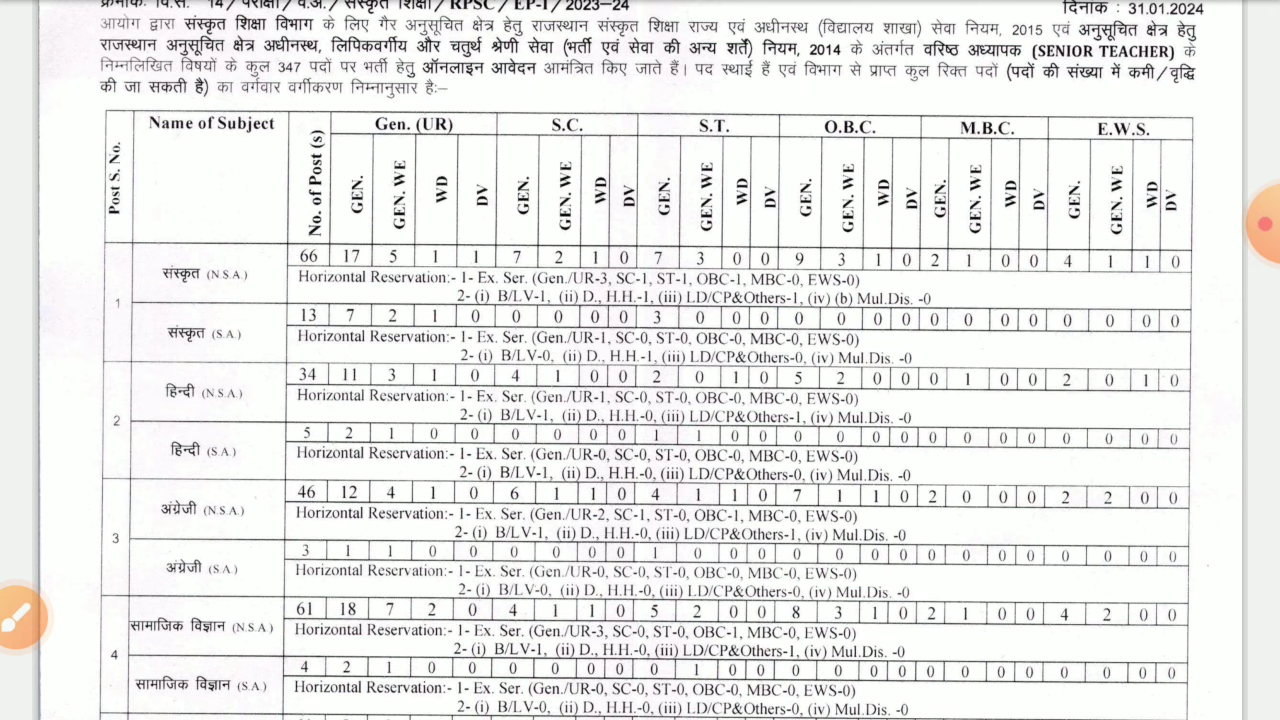 क्रमांकः वि.सं. 14/परीक्षा/व.अ./संस्कृत शिक्षा/RPSC/EP-1/2023-24 दिनांक : 31.01.2024
आयोग द्वारा संस्कृत शिक्षा विभाग के लिए गैर अनुसूचित क्षेत्र हेतु राजस्थान संस्कृत शिक्षा राज्य एवं अधीनस्थ (विद्यालय शाखा) सेवा नियम, 2015 एवं अनुसूचित क्षेत्र हेतु
राजस्थान अनुसूचित क्षेत्र अधीनस्थ, लिपिकवर्गीय और चतुर्थ श्रेणी सेवा (भर्ती एवं सेवा की अन्य शर्तें) नियम, 2014 के अंतर्गत वरिष्ठ अध्यापक (SENIOR TEACHER) के
निम्नलिखित विषयों के कुल 347 पदों पर भर्ती हेतु ऑनलाइन आवेदन आमंत्रित किए जाते हैं। पद स्थाई हैं एवं विभाग से प्राप्त कुल रिक्त पदों (पदों की संख्या में कमी/वृद्धि
की जा सकती है) का वर्गवार वर्गीकरण निम्नानुसार है:–
Post S. No. Name of Subject No. of Post (s) Gen. (UR) S.C. S.T. O.B.C. M.B.C. E.W.S.
GEN. GEN. WE WD DV GEN. GEN. WE WD DV GEN. GEN. WE WD DV GEN. GEN. WE WD DV GEN. GEN. WE WD DV GEN. GEN. WE WD DV
1 संस्कृत (N.S.A.) 66 17 5 1 1 7 2 1 0 7 3 0 0 9 3 1 0 2 1 0 0 4 1 1 0
Horizontal Reservation:- 1- Ex. Ser. (Gen./UR-3, SC-1, ST-1, OBC-1, MBC-0, EWS-0)
2- (i) B/LV-1, (ii) D., H.H.-1, (iii) LD/CP&Others-1, (iv) (b) Mul.Dis. -0
संस्कृत (S.A.) 13 7 2 1 0 0 0 0 0 3 0 0 0 0 0 0 0 0 0 0 0 0 0 0 0
Horizontal Reservation:- 1- Ex. Ser. (Gen./UR-1, SC-0, ST-0, OBC-0, MBC-0, EWS-0)
2- (i) B/LV-0, (ii) D., H.H.-1, (iii) LD/CP&Others-0, (iv) Mul.Dis. -0
2 हिन्दी (N.S.A.) 34 11 3 1 0 4 1 0 0 2 0 1 0 5 2 0 0 0 1 0 0 2 0 1 0
Horizontal Reservation:- 1- Ex. Ser. (Gen./UR-1, SC-0, ST-0, OBC-0, MBC-0, EWS-0)
2- (i) B/LV-1, (ii) D., H.H.-0, (iii) LD/CP&Others-1, (iv) Mul.Dis. -0
हिन्दी (S.A.) 5 2 1 0 0 0 0 0 0 1 1 0 0 0 0 0 0 0 0 0 0 0 0 0 0
Horizontal Reservation:- 1- Ex. Ser. (Gen./UR-0, SC-0, ST-0, OBC-0, MBC-0, EWS-0)
2- (i) B/LV-1, (ii) D., H.H.-0, (iii) LD/CP&Others-0, (iv) Mul.Dis. -0
3 अंग्रेजी (N.S.A.) 46 12 4 1 0 6 1 1 0 4 1 1 0 7 1 1 0 2 0 0 0 2 2 0 0
Horizontal Reservation:- 1- Ex. Ser. (Gen./UR-2, SC-1, ST-0, OBC-1, MBC-0, EWS-0)
2- (i) B/LV-1, (ii) D., H.H.-0, (iii) LD/CP&Others-1, (iv) Mul.Dis. -0
अंग्रेजी (S.A.) 3 1 1 0 0 0 0 0 0 1 0 0 0 0 0 0 0 0 0 0 0 0 0 0 0
Horizontal Reservation:- 1- Ex. Ser. (Gen./UR-0, SC-0, ST-0, OBC-0, MBC-0, EWS-0)
2- (i) B/LV-0, (ii) D., H.H.-0, (iii) LD/CP&Others-0, (iv) Mul.Dis. -0
4 सामाजिक विज्ञान (N.S.A.) 61 18 7 2 0 4 1 1 0 5 2 0 0 8 3 1 0 2 1 0 0 4 2 0 0
Horizontal Reservation:- 1- Ex. Ser. (Gen./UR-3, SC-0, ST-0, OBC-1, MBC-0, EWS-0)
2- (i) B/LV-1, (ii) D., H.H.-0, (iii) LD/CP&Others-1, (iv) Mul.Dis. -0
सामाजिक विज्ञान (S.A.) 4 2 1 0 0 0 0 0 0 0 1 0 0 0 0 0 0 0 0 0 0 0 0 0 0
Horizontal Reservation:- 1- Ex. Ser. (Gen./UR-0, SC-0, ST-0, OBC-0, MBC-0, EWS-0)
2- (i) B/LV-0, (ii) D., H.H.-0, (iii) LD/CP&Others-0, (iv) Mul.Dis. -0